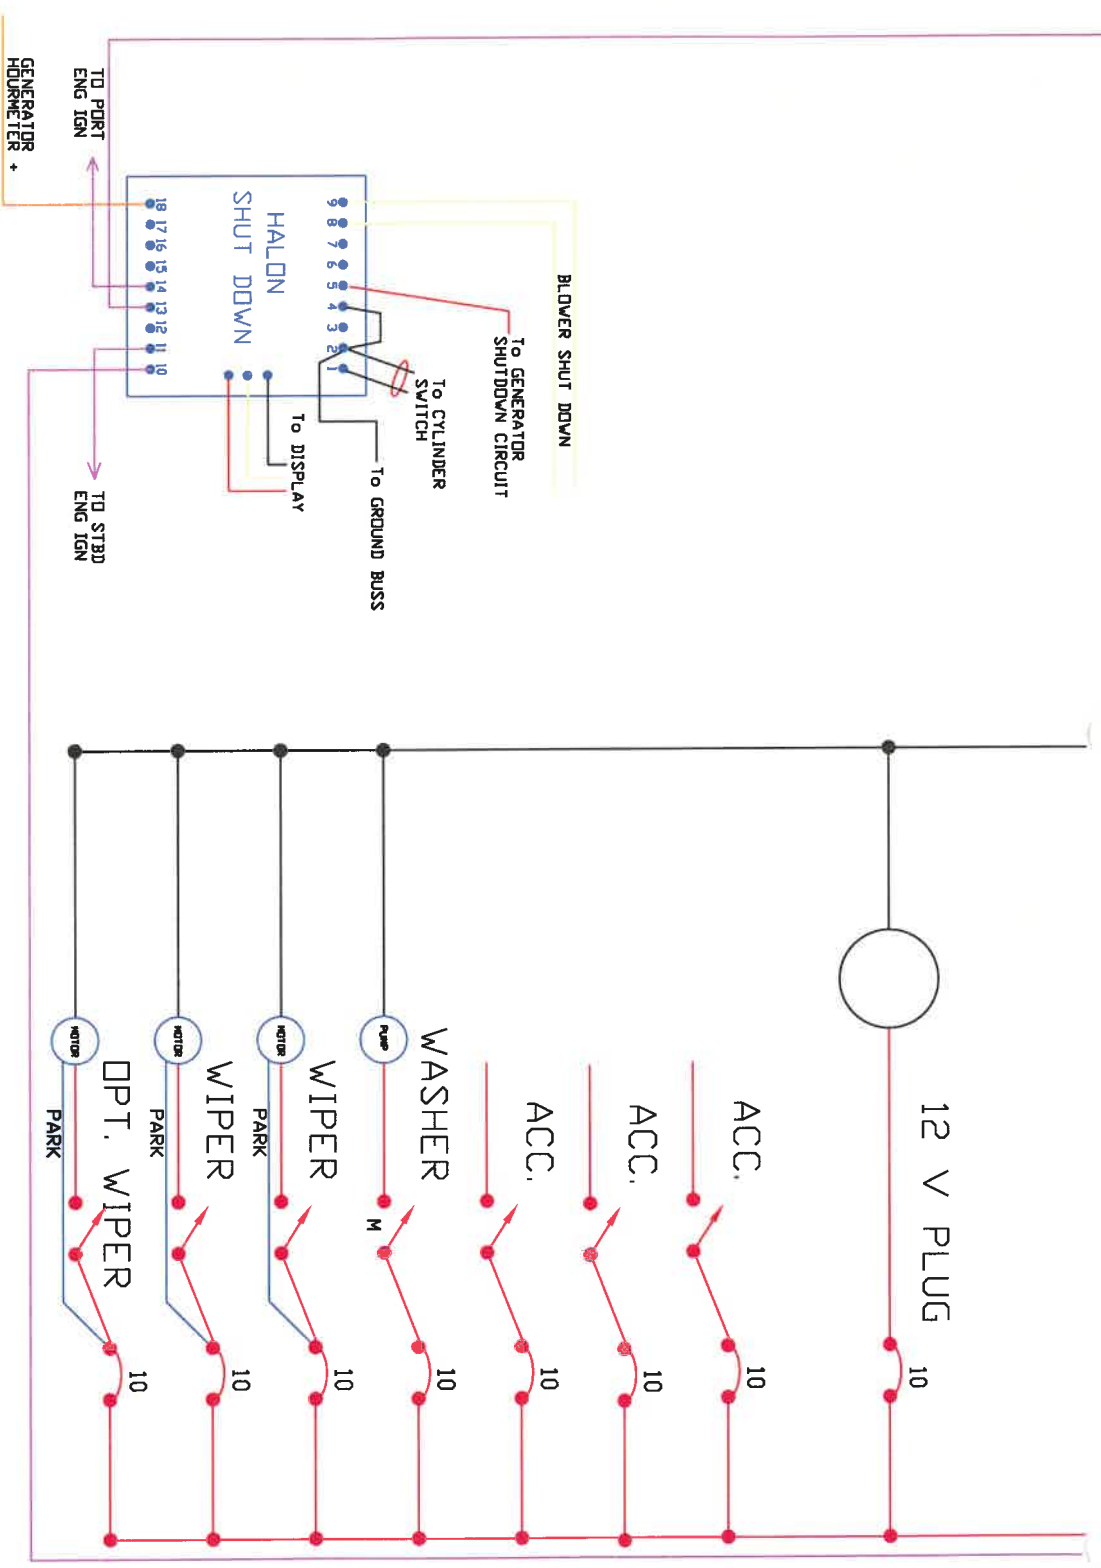 BLOWER SHUT DOWN
To GENERATOR
SHUTDOWN CIRCUIT
To CYLINDER
SWITCH
To GROUND BUSS
9 8 7 6 5 4 3 2 1
HALON
SHUT DOWN
To DISPLAY
18 17 16 15 14 13 12 11 10
TO PORT
ENG IGN
TO STBD
ENG IGN
GENERATOR
HOURMETER +
12 V PLUG
10
ACC.
10
ACC.
10
ACC.
10
WASHER
10
PUMP
M
WIPER
10
MOTOR
PARK
WIPER
10
MOTOR
PARK
OPT. WIPER
10
MOTOR
PARK